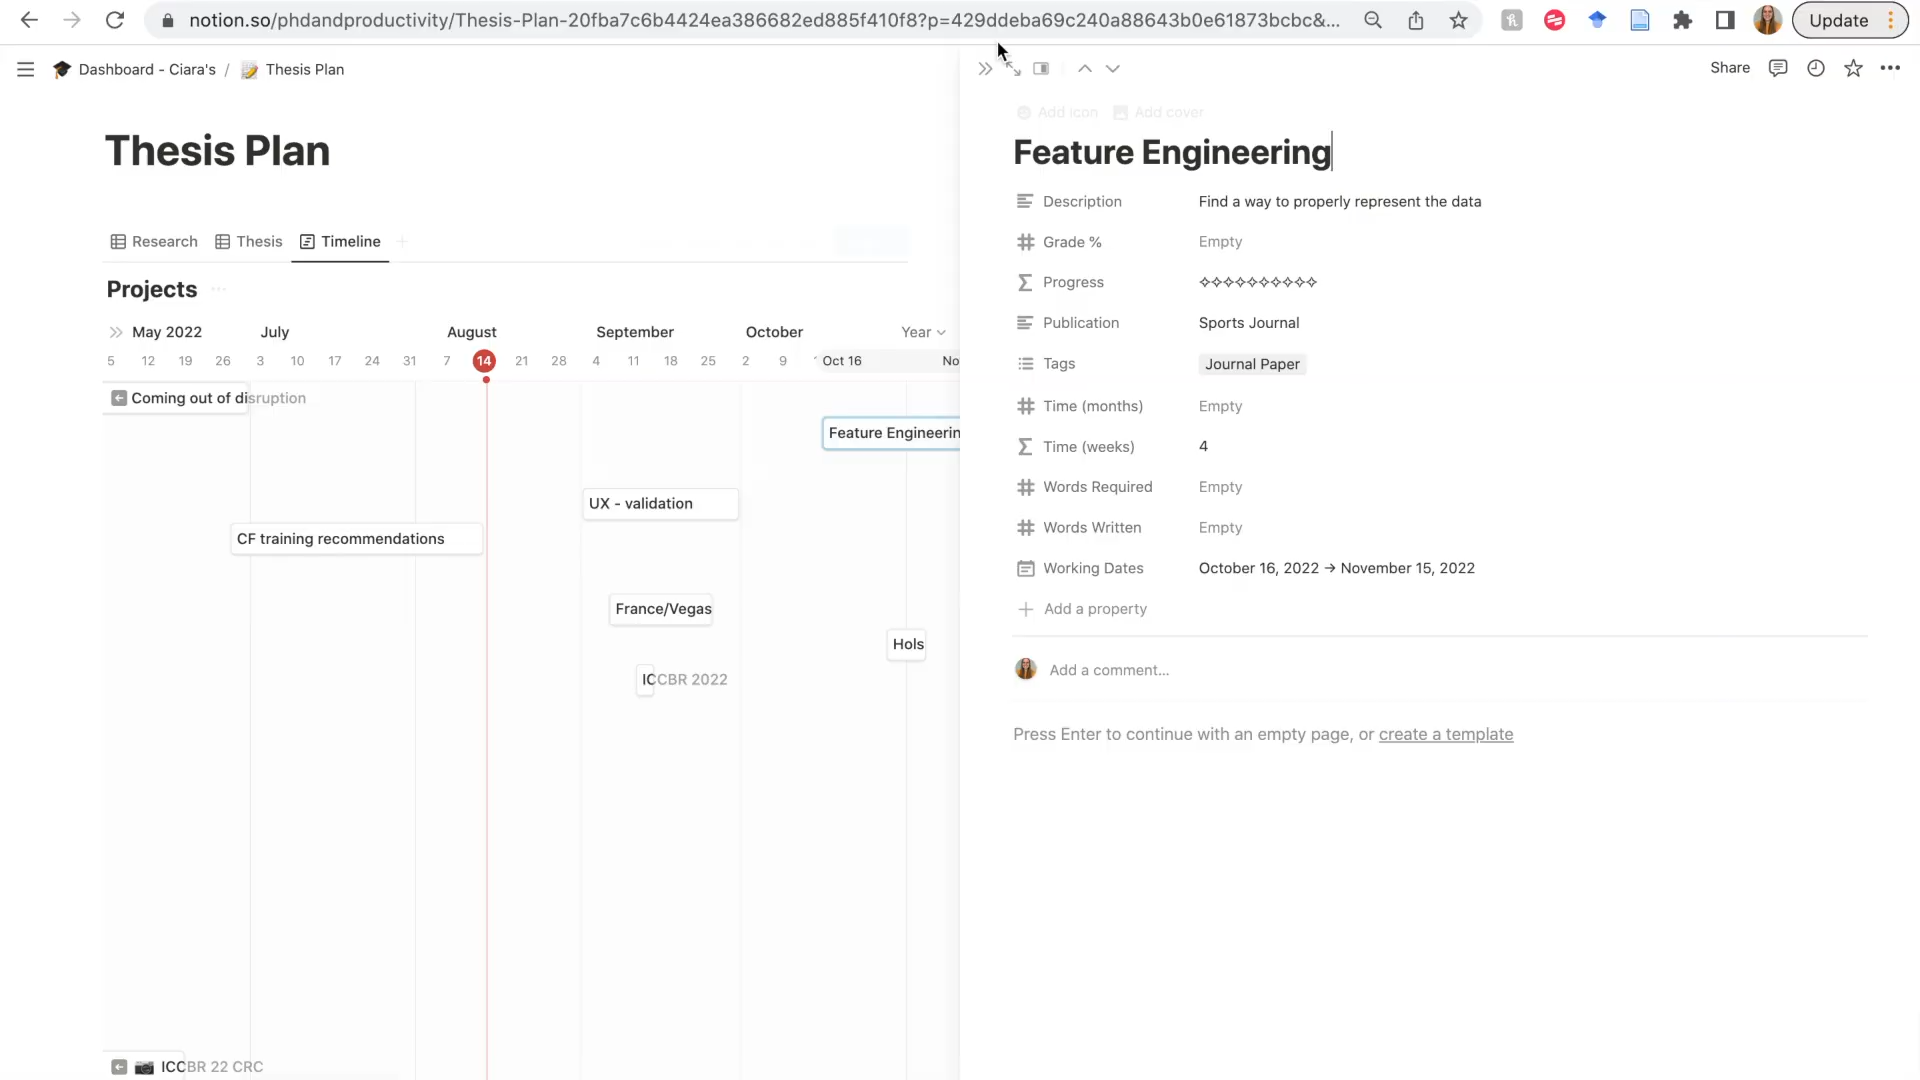 notion.so/phdandproductivity/Thesis-Plan-20fba7c6b4424ea386682ed885f410f8?p=429ddeba69c240a88643b0e61873bcbc&...
Update
Dashboard - Ciara's / Thesis Plan
Share
Thesis Plan
Research Thesis Timeline
Projects
May 2022 July August September October Year
5 12 19 26 3 10 17 24 31 7 14 21 28 4 11 18 25 2 9 Oct 16 No
Coming out of disruption
Feature Engineerin
UX - validation
CF training recommendations
France/Vegas
Hols
ICCBR 2022
ICCBR 22 CRC
Add icon Add cover
Feature Engineering
Description Find a way to properly represent the data
Grade % Empty
Progress ✧✧✧✧✧✧✧✧✧✧
Publication Sports Journal
Tags Journal Paper
Time (months) Empty
Time (weeks) 4
Words Required Empty
Words Written Empty
Working Dates October 16, 2022 → November 15, 2022
Add a property
Add a comment...
Press Enter to continue with an empty page, or create a template